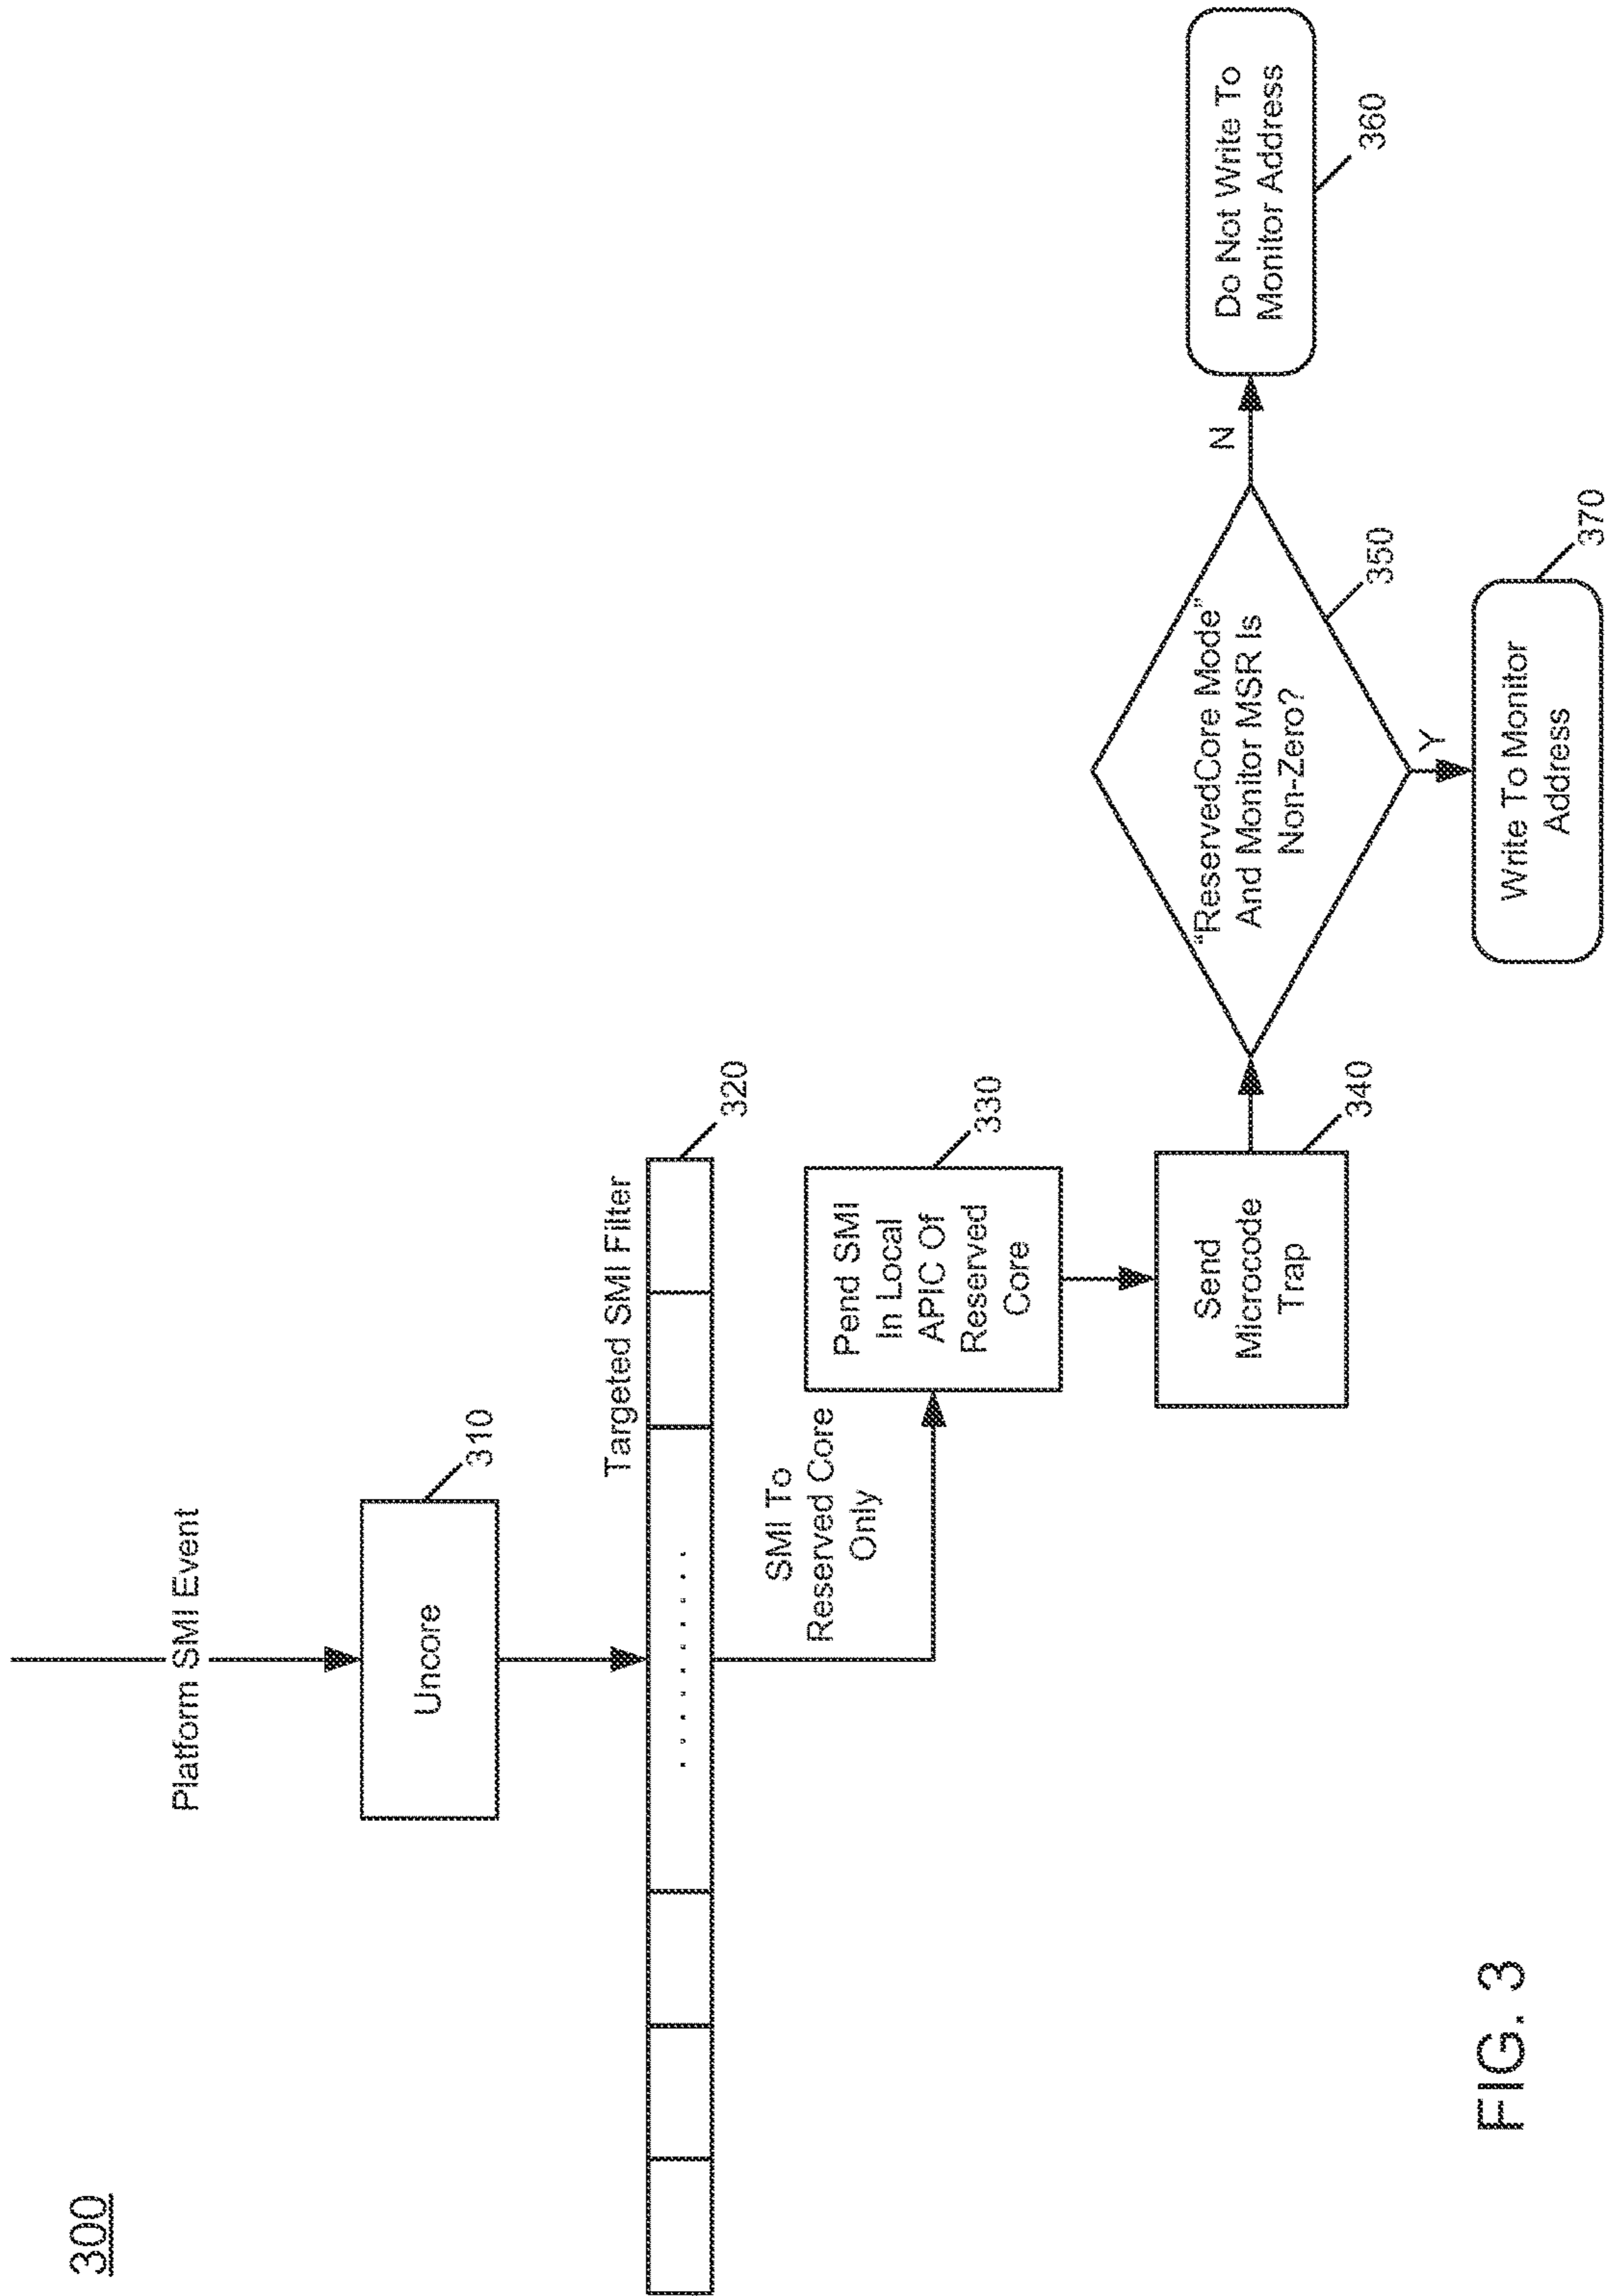 300
Platform SMI Event
Uncore
310
Targeted SMI Filter
320
SMI To
Reserved Core
Only
Pend SMI
In Local
APIC Of
Reserved
Core
330
Send
Microcode
Trap
340
“ReservedCore Mode”
And Monitor MSR Is
Non-Zero?
350
N
Do Not Write To
Monitor Address
360
Y
Write To Monitor
Address
370
FIG. 3